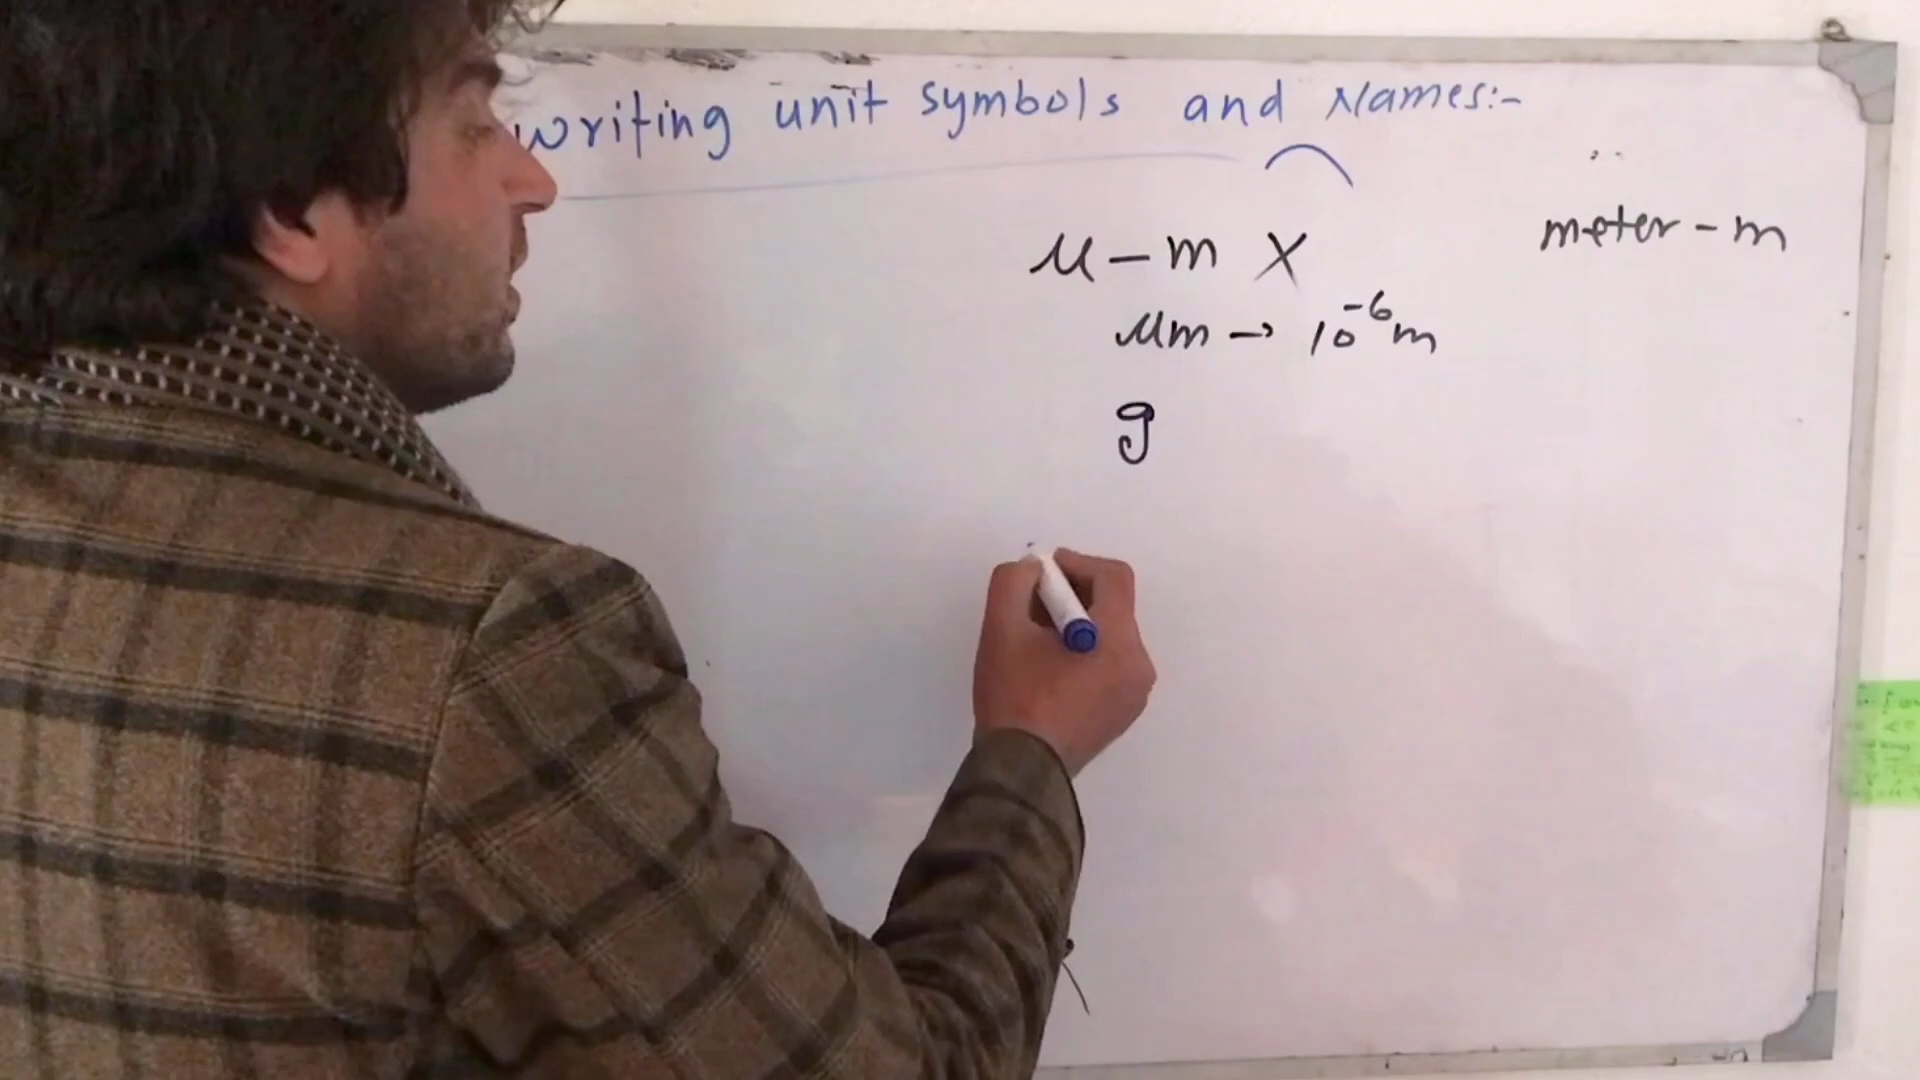 writing unit symbols and Names:-
μ - m X
meter - m
μm → 10⁻⁶m
g